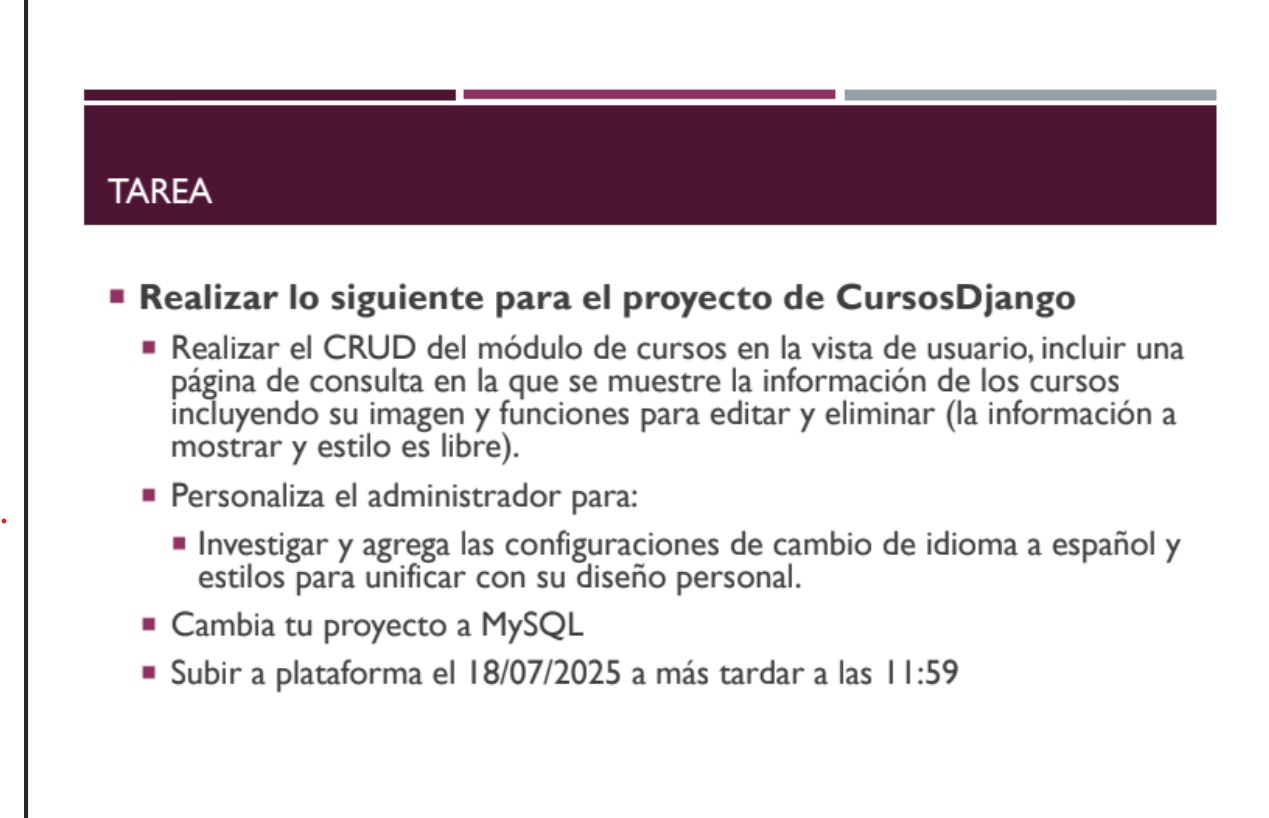 TAREA
Realizar lo siguiente para el proyecto de CursosDjango
Realizar el CRUD del módulo de cursos en la vista de usuario, incluir una
página de consulta en la que se muestre la información de los cursos
incluyendo su imagen y funciones para editar y eliminar (la información a
mostrar y estilo es libre).
Personaliza el administrador para:
Investigar y agrega las configuraciones de cambio de idioma a español y
estilos para unificar con su diseño personal.
Cambia tu proyecto a MySQL
Subir a plataforma el 18/07/2025 a más tardar a las 11:59